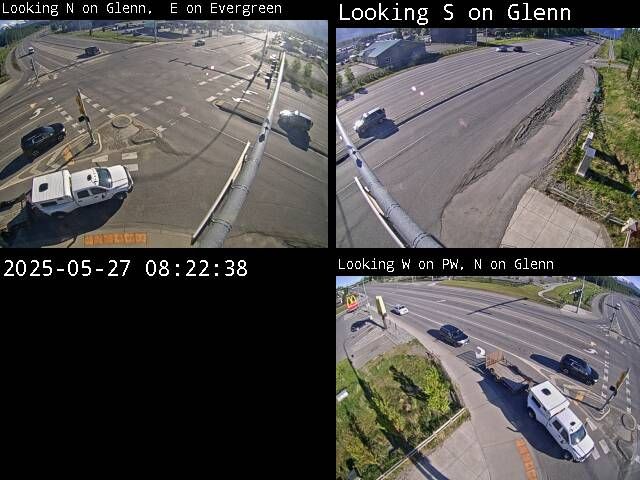 Looking N on Glenn, E on Evergreen
Looking S on Glenn
2025-05-27 08:22:38
Looking W on PW, N on Glenn